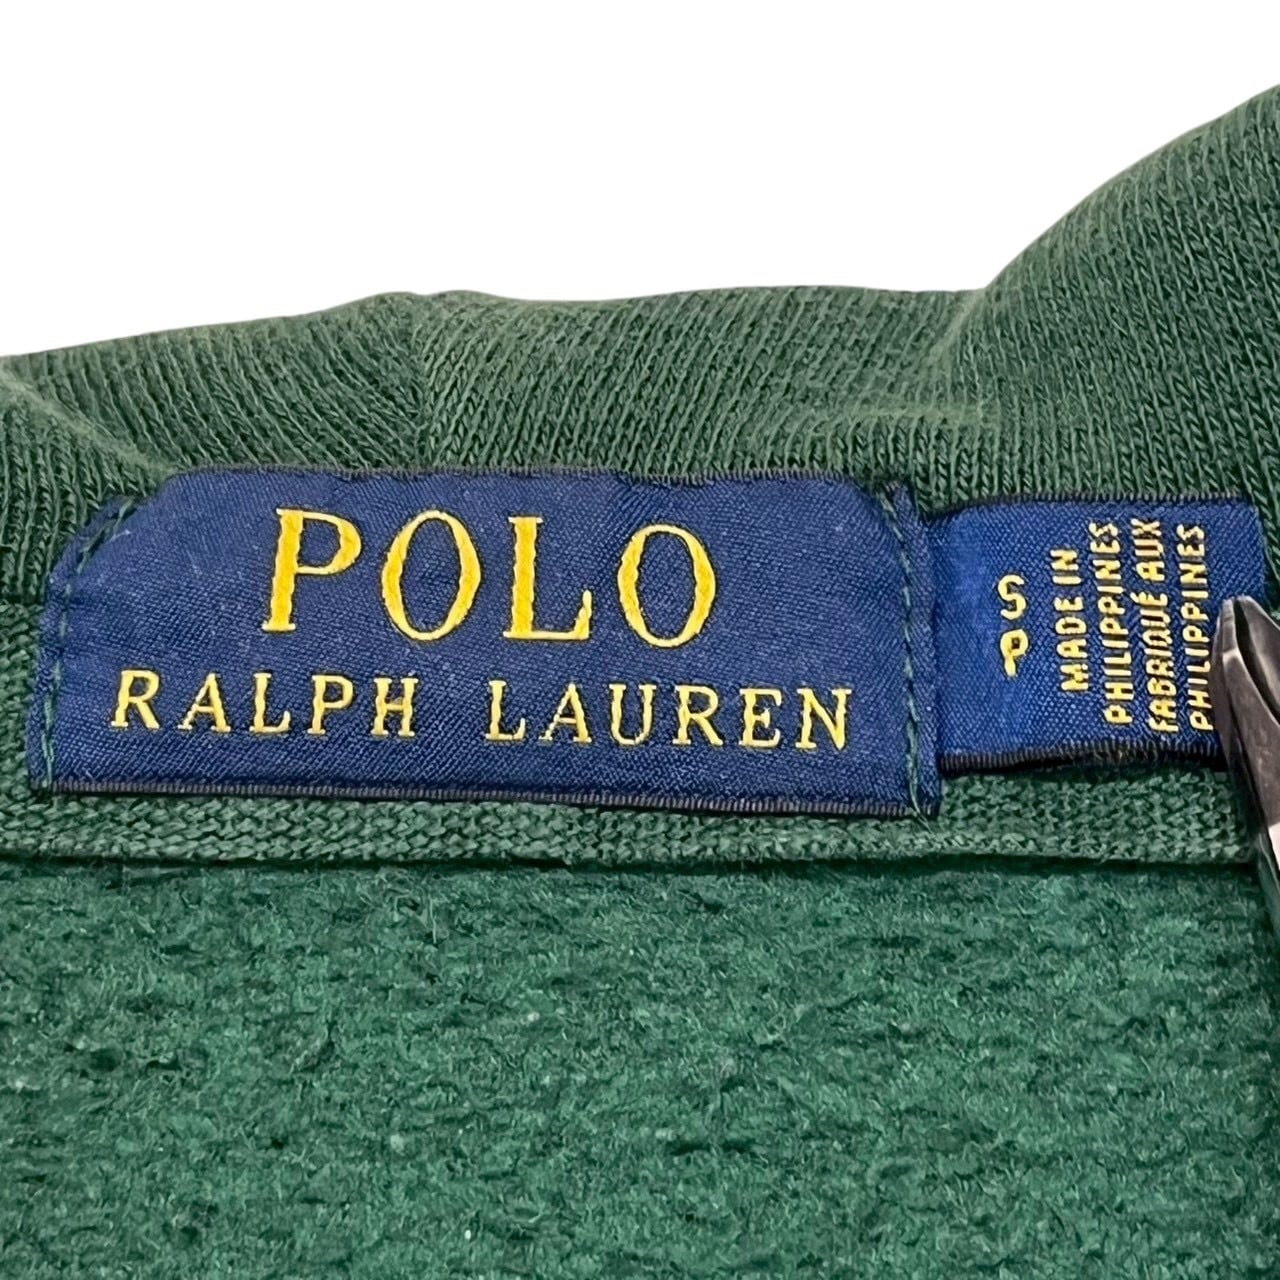 POLO
RALPH LAUREN
S
P
MADE IN
PHILIPPINES
FABRIQUÉ AUX
PHILIPPINES